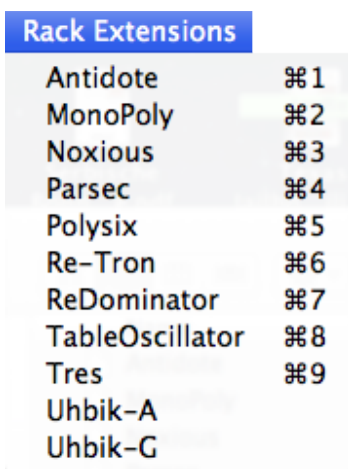 Rack Extensions
Antidote ⌘1
MonoPoly ⌘2
Noxious ⌘3
Parsec ⌘4
Polysix ⌘5
Re-Tron ⌘6
ReDominator ⌘7
TableOscillator ⌘8
Tres ⌘9
Uhbik-A
Uhbik-G